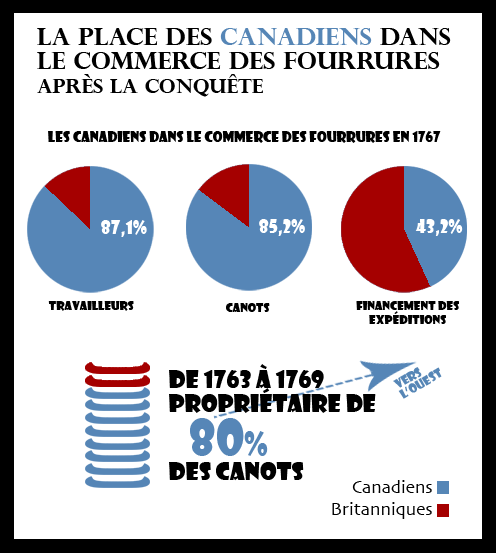 LA PLACE DES CANADIENS DANS
LE COMMERCE DES FOURRURES
APRÈS LA CONQUÊTE
LES CANADIENS DANS LE COMMERCE DES FOURRURES EN 1767
87,1%
85,2%
43,2%
TRAVAILLEURS
CANOTS
FINANCEMENT DES
EXPÉDITIONS
DE 1763 À 1769
PROPRIÉTAIRE DE
80%
DES CANOTS
VERS
L'OUEST
Canadiens
Britanniques